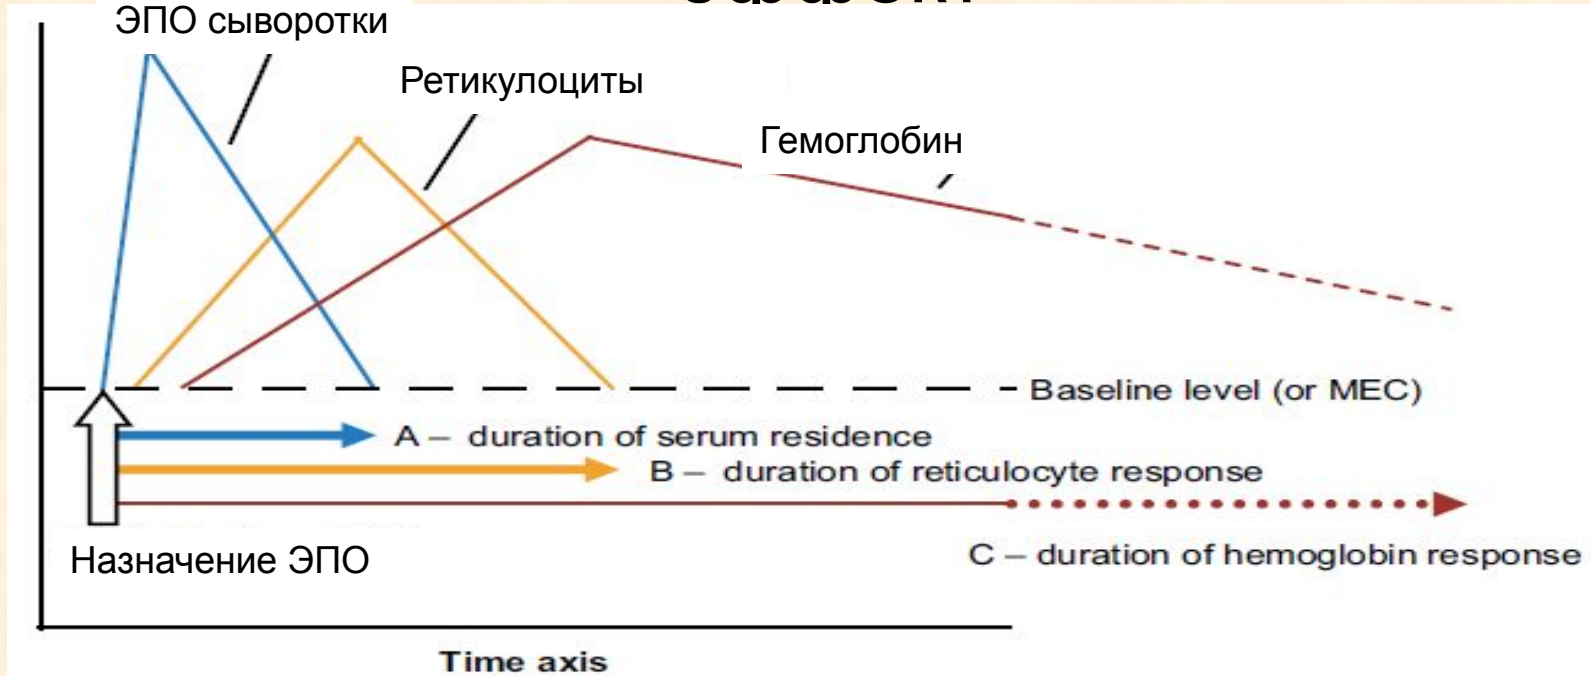 ЭПО сыворотки
Ретикулоциты
Гемоглобин
Baseline level (or MEC)
A – duration of serum residence
B – duration of reticulocyte response
Назначение ЭПО
C – duration of hemoglobin response
Time axis